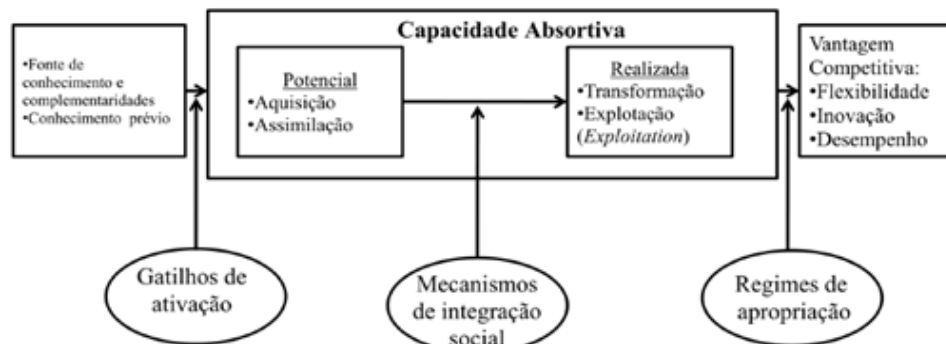 •Fonte de
conhecimento e
complementaridades
•Conhecimento prévio
Capacidade Absortiva
Potencial
•Aquisição
•Assimilação
Realizada
•Transformação
•Explotação
(Exploitation)
Vantagem
Competitiva:
•Flexibilidade
•Inovação
•Desempenho
Gatilhos de
ativação
Mecanismos
de integração
social
Regimes de
apropriação